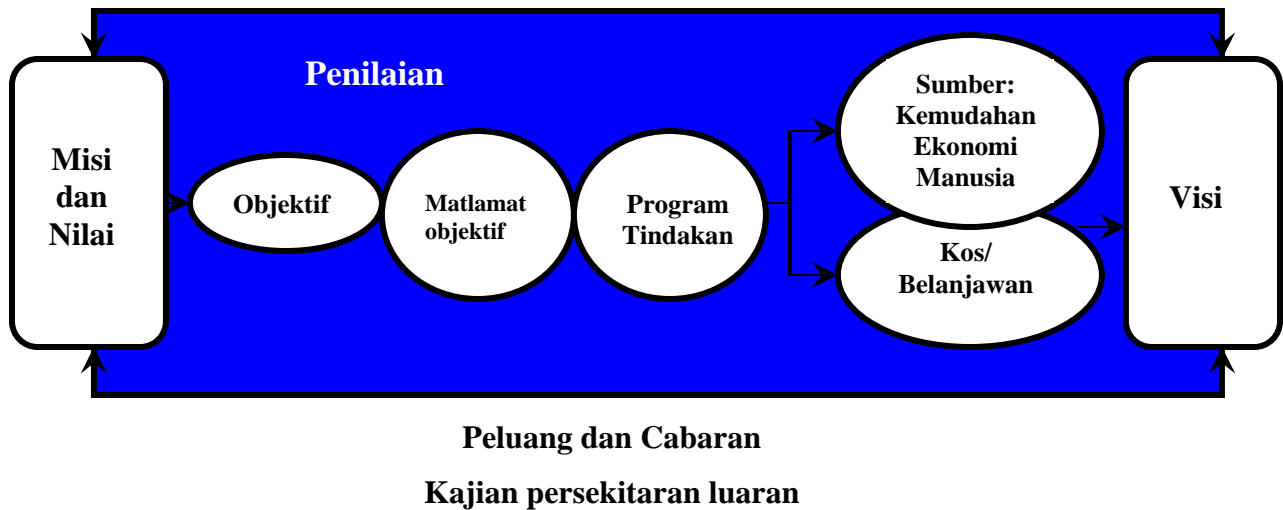 Penilaian
Misi
dan
Nilai
Objektif
Matlamat
objektif
Program
Tindakan
Sumber:
Kemudahan
Ekonomi
Manusia
Kos/
Belanjawan
Visi
Peluang dan Cabaran
Kajian persekitaran luaran